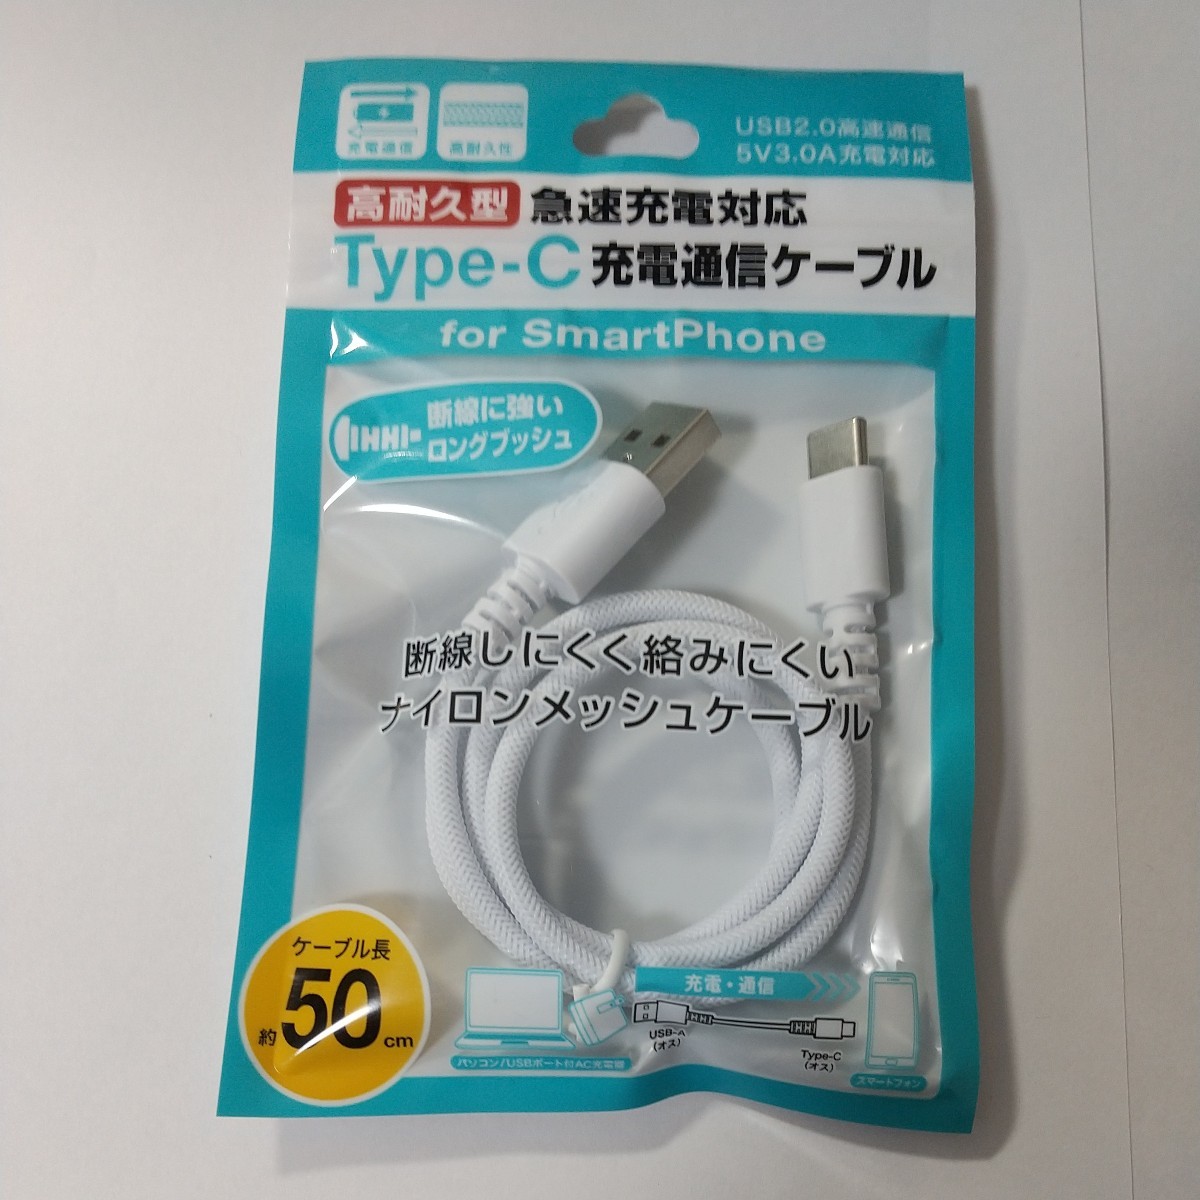 充電通信
高耐久性
USB2.0高速通信
5V3.0A充電対応
高耐久型 急速充電対応
Type-C 充電通信ケーブル
for SmartPhone
断線に強い
ロングブッシュ
断線しにくく絡みにくい
ナイロンメッシュケーブル
ケーブル長
約50cm
充電・通信
USB-A
(オス)
Type-C
(オス)
パソコン/USBポート付AC充電器
スマートフォン